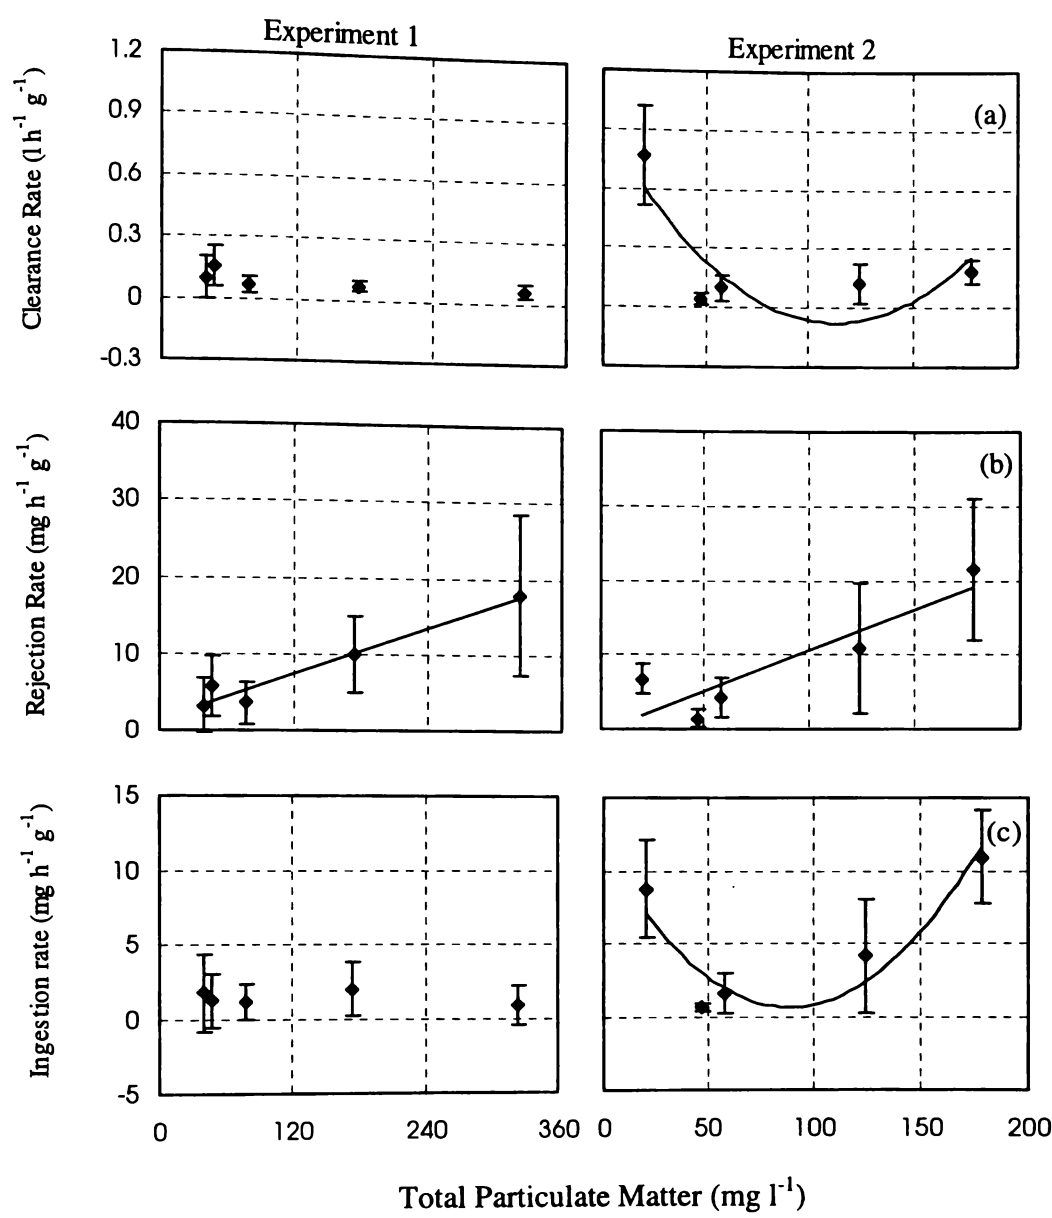 Experiment 1
Experiment 2
Clearance Rate (l h-1 g-1)
1.2
0.9
0.6
0.3
0
-0.3
(a)
Rejection Rate (mg h-1 g-1)
40
30
20
10
0
(b)
Ingestion rate (mg h-1 g-1)
15
10
5
0
-5
(c)
0 120 240 360 0 50 100 150 200
Total Particulate Matter (mg l-1)